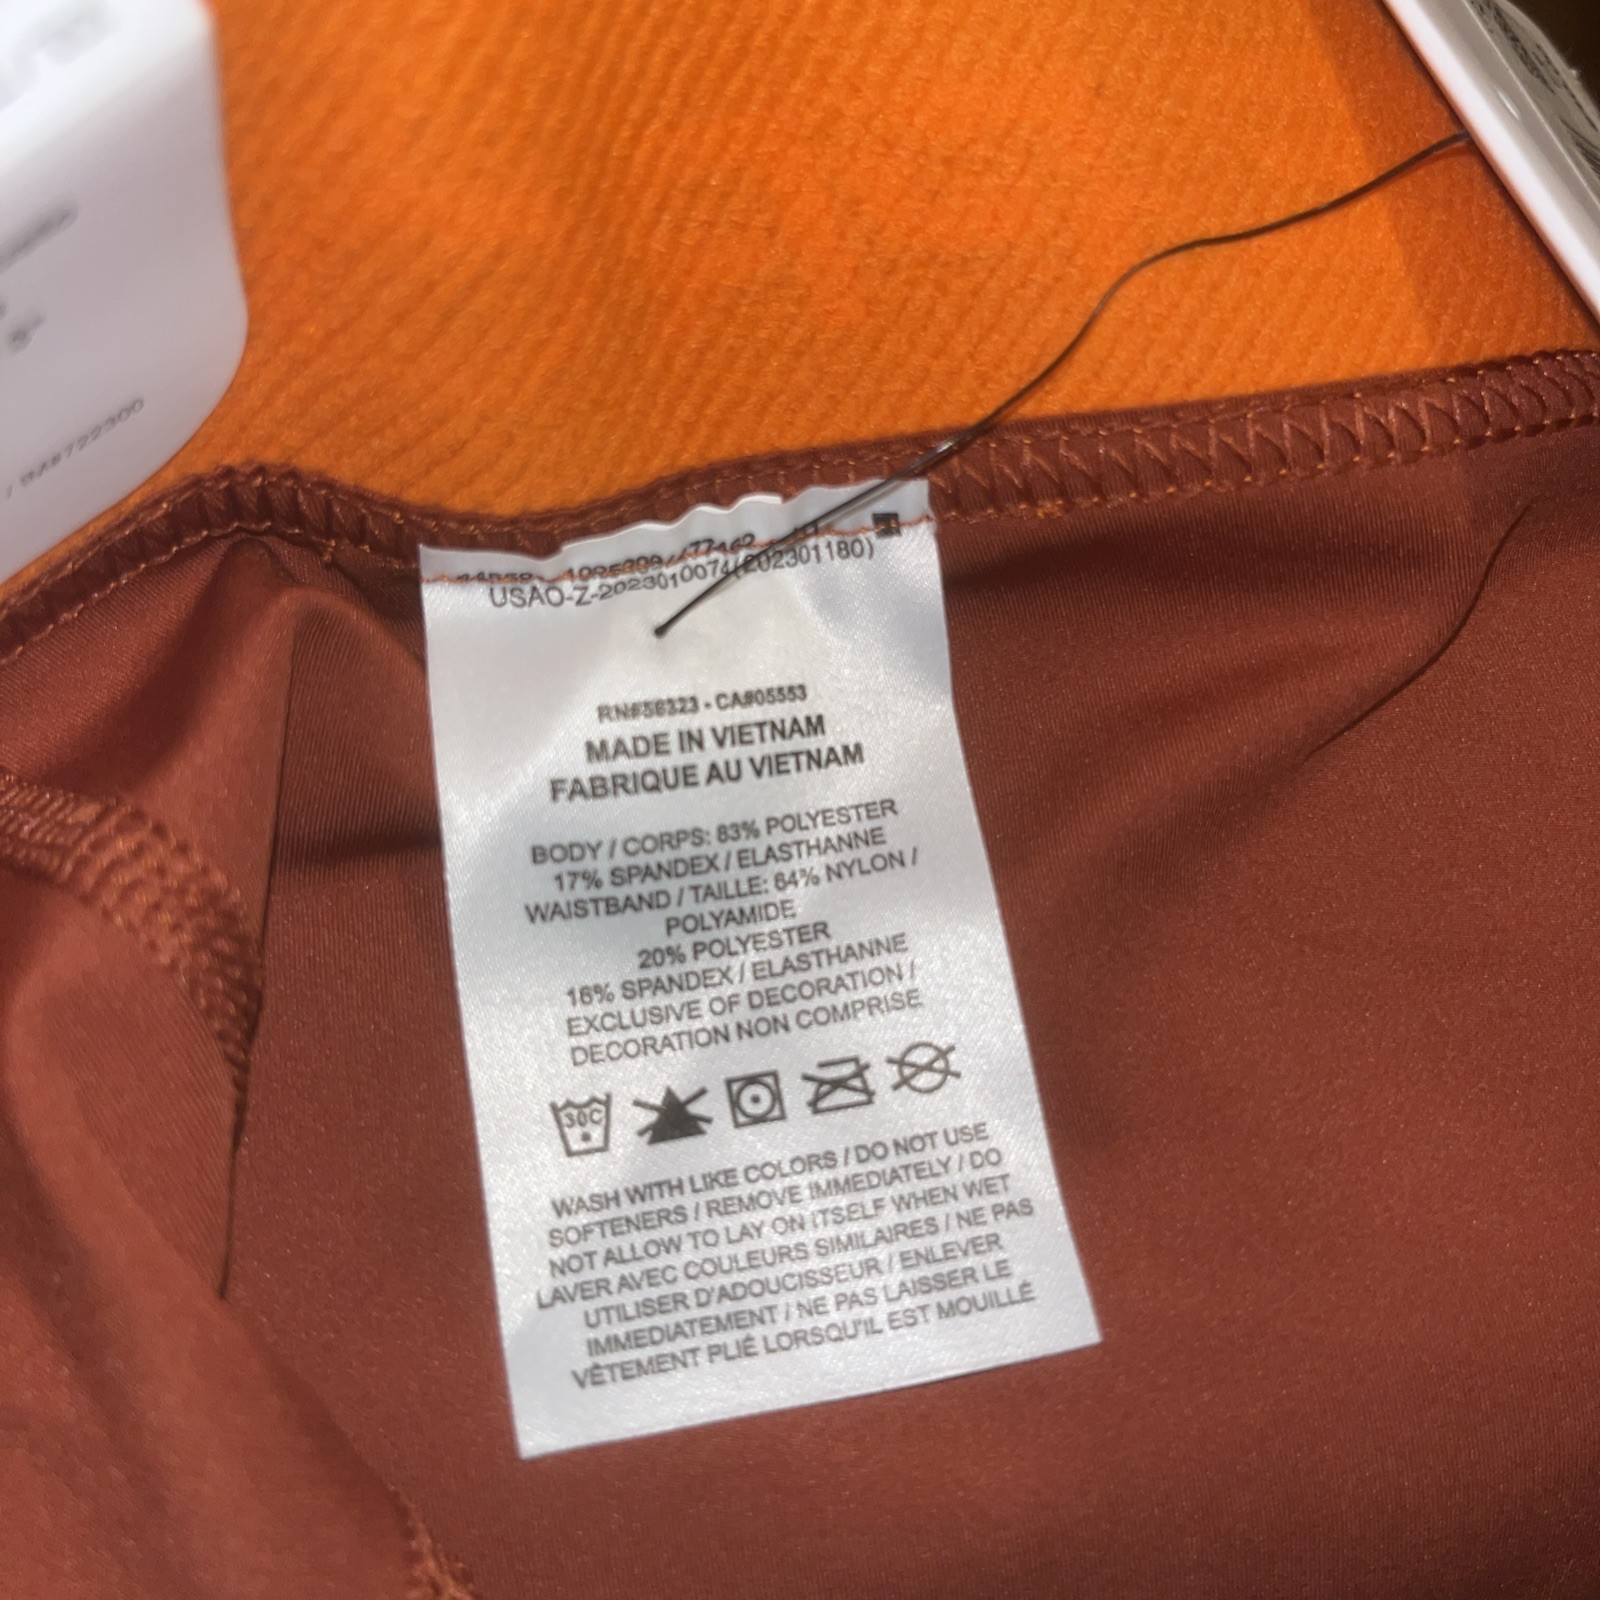 USAO-Z-2023010074(202301180)
RN#56323 - CA#05553
MADE IN VIETNAM
FABRIQUE AU VIETNAM
BODY / CORPS: 83% POLYESTER
17% SPANDEX / ELASTHANNE
WAISTBAND / TAILLE: 64% NYLON /
POLYAMIDE
20% POLYESTER
16% SPANDEX / ELASTHANNE
EXCLUSIVE OF DECORATION /
DECORATION NON COMPRISE
30C
WASH WITH LIKE COLORS / DO NOT USE
SOFTENERS / REMOVE IMMEDIATELY / DO
NOT ALLOW TO LAY ON ITSELF WHEN WET
LAVER AVEC COULEURS SIMILAIRES / NE PAS
UTILISER D'ADOUCISSEUR / ENLEVER
IMMEDIATEMENT / NE PAS LAISSER LE
VÊTEMENT PLIÉ LORSQU'IL EST MOUILLÉ